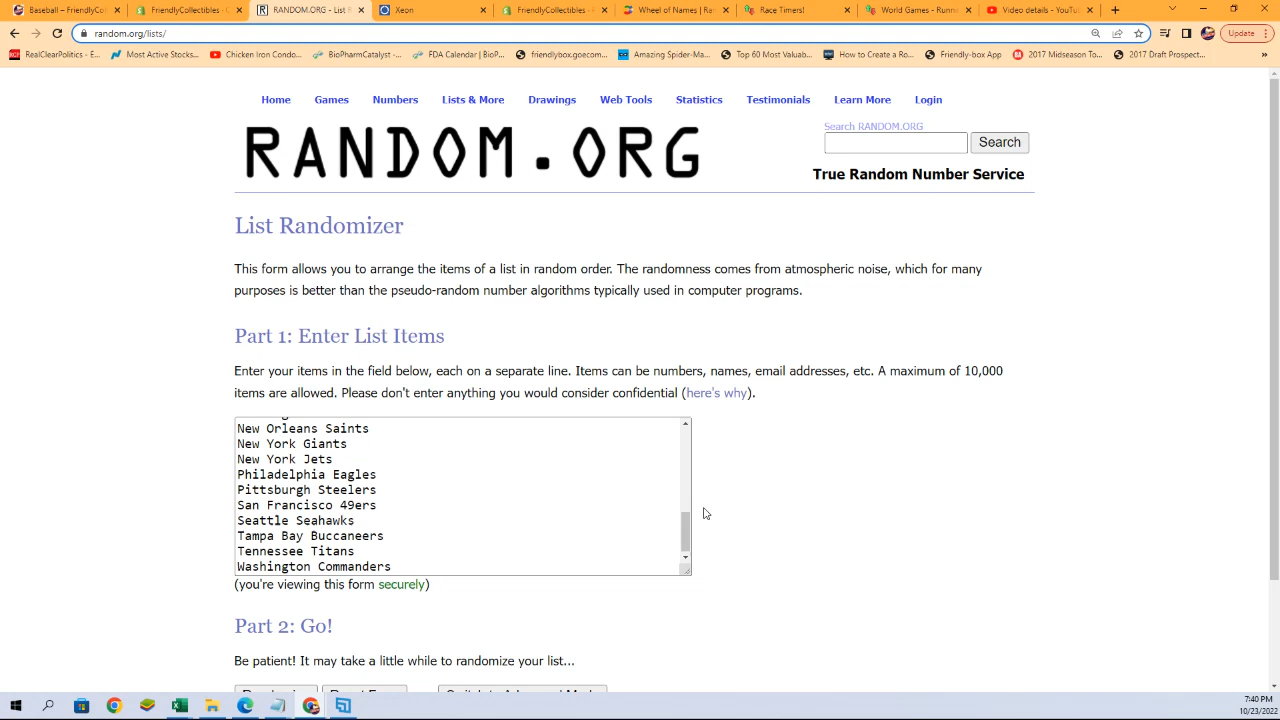 Baseball – FriendlyCo
FriendlyCollectibles · O
RANDOM.ORG - List R
Xeon
FriendlyCollectibles - P
Wheel of Names | Ra
Race Timers!
World Games - Runn
Video details - YouTu
random.org/lists/
Update
RealClearPolitics - E...
Most Active Stocks...
Chicken Iron Condo...
BioPharmCatalyst -...
FDA Calendar | BioP...
friendlybox.goecom...
Amazing Spider-Ma...
Top 60 Most Valuab...
How to Create a Ro...
Friendly-box App
2017 Midseason To...
2017 Draft Prospect...
»
Home Games Numbers Lists & More Drawings Web Tools Statistics Testimonials Learn More Login
RANDOM.ORG
Search RANDOM.ORG
Search
True Random Number Service
List Randomizer
This form allows you to arrange the items of a list in random order. The randomness comes from atmospheric noise, which for many
purposes is better than the pseudo-random number algorithms typically used in computer programs.
Part 1: Enter List Items
Enter your items in the field below, each on a separate line. Items can be numbers, names, email addresses, etc. A maximum of 10,000
items are allowed. Please don't enter anything you would consider confidential (here's why).
New Orleans Saints
New York Giants
New York Jets
Philadelphia Eagles
Pittsburgh Steelers
San Francisco 49ers
Seattle Seahawks
Tampa Bay Buccaneers
Tennessee Titans
Washington Commanders
(you're viewing this form securely)
Part 2: Go!
Be patient! It may take a little while to randomize your list...
7:40 PM
10/23/2022